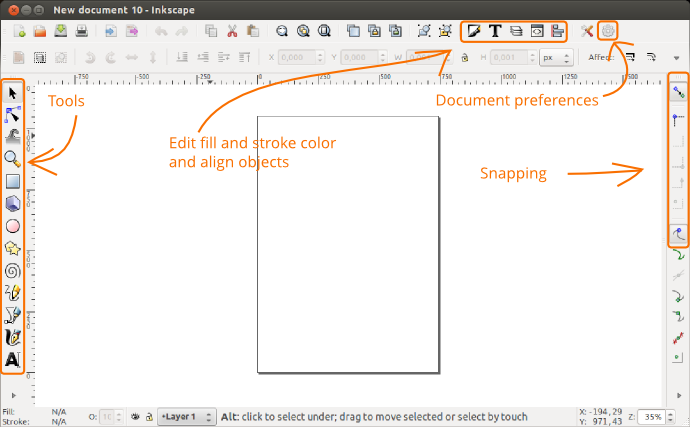 New document 10 - Inkscape
X 0,000 Y 0,000 W H 0,001 px Affect:
-750 -500 -250 0 250 500 750 1000 1250 1500
Tools
Document preferences
Edit fill and stroke color
and align objects
Snapping
Fill: N/A O: Layer 1 Alt: click to select under; drag to move selected or select by touch X: -194,29 Z: 35%
Stroke: N/A Y: 971,43